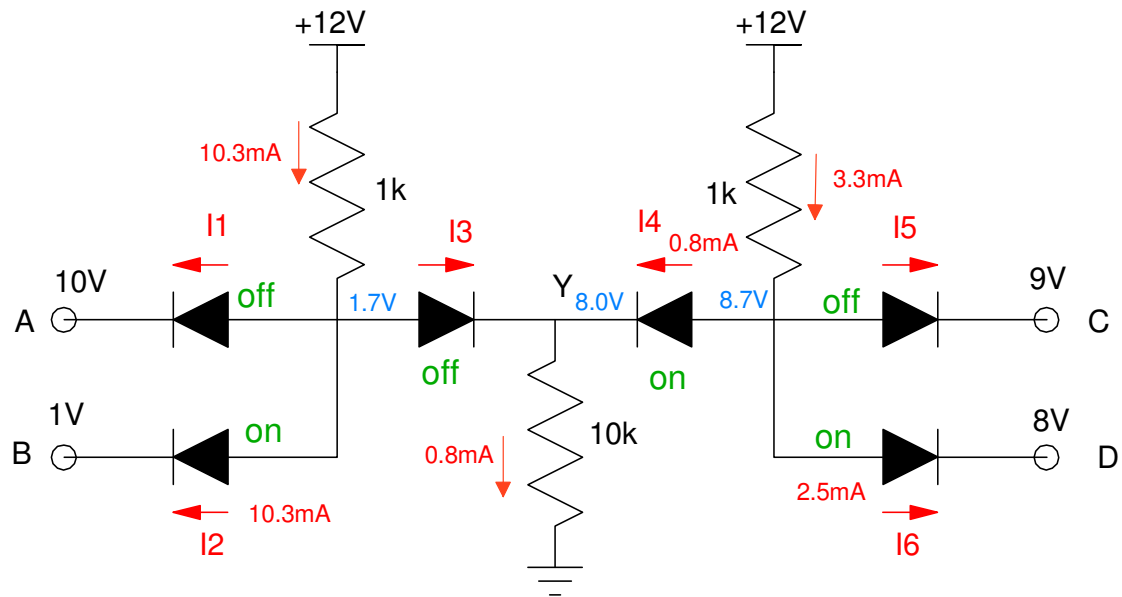 +12V
+12V
10.3mA
1k
1k
3.3mA
I1
I3
I4
0.8mA
I5
10V
off
1.7V
Y
8.0V
8.7V
off
9V
A
C
off
on
1V
on
10k
on
8V
B
0.8mA
D
10.3mA
2.5mA
I2
I6